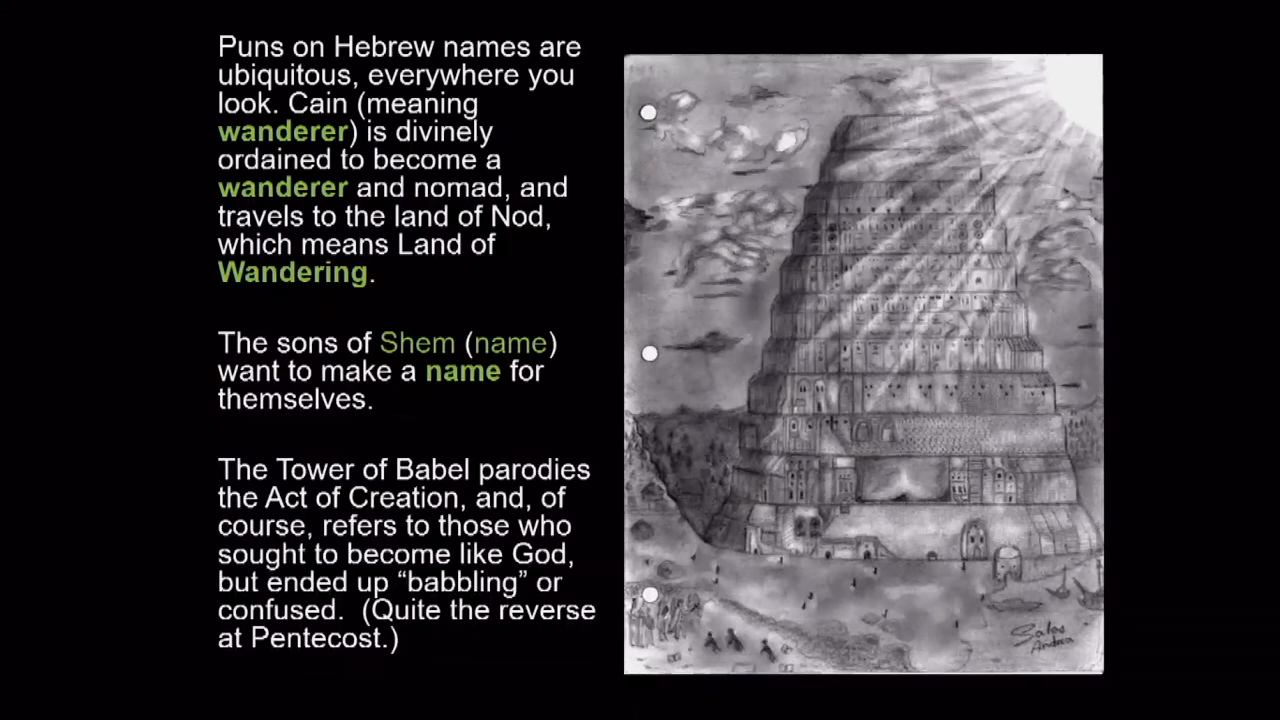 Puns on Hebrew names are
ubiquitous, everywhere you
look. Cain (meaning
wanderer) is divinely
ordained to become a
wanderer and nomad, and
travels to the land of Nod,
which means Land of
Wandering.
The sons of Shem (name)
want to make a name for
themselves.
The Tower of Babel parodies
the Act of Creation, and, of
course, refers to those who
sought to become like God,
but ended up “babbling” or
confused.  (Quite the reverse
at Pentecost.)
Salas
Andrea